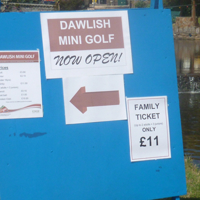 DAWLISH
MINI GOLF
NOW OPEN!
DAWLISH MINI GOLF
FAMILY
TICKET
ONLY
£11